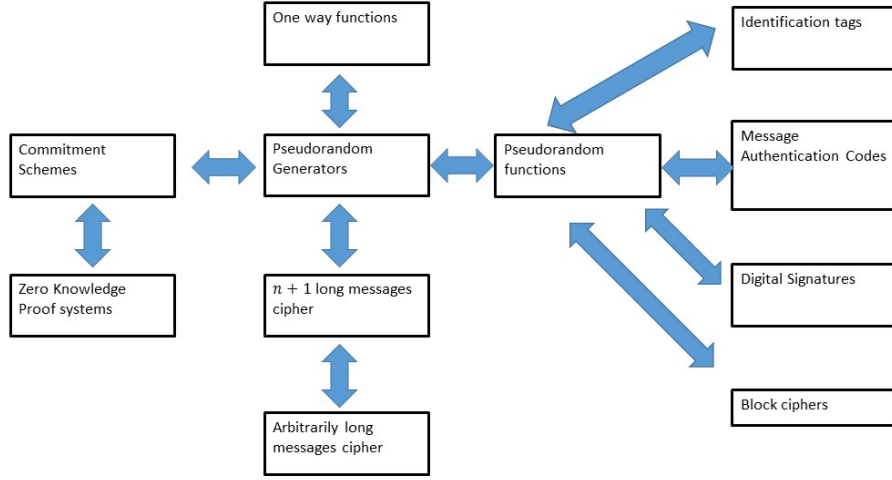 One way functions
Identification tags
Commitment
Schemes
Pseudorandom
Generators
Pseudorandom
functions
Message
Authentication Codes
Zero Knowledge
Proof systems
n + 1 long messages
cipher
Digital Signatures
Arbitrarily long
messages cipher
Block ciphers